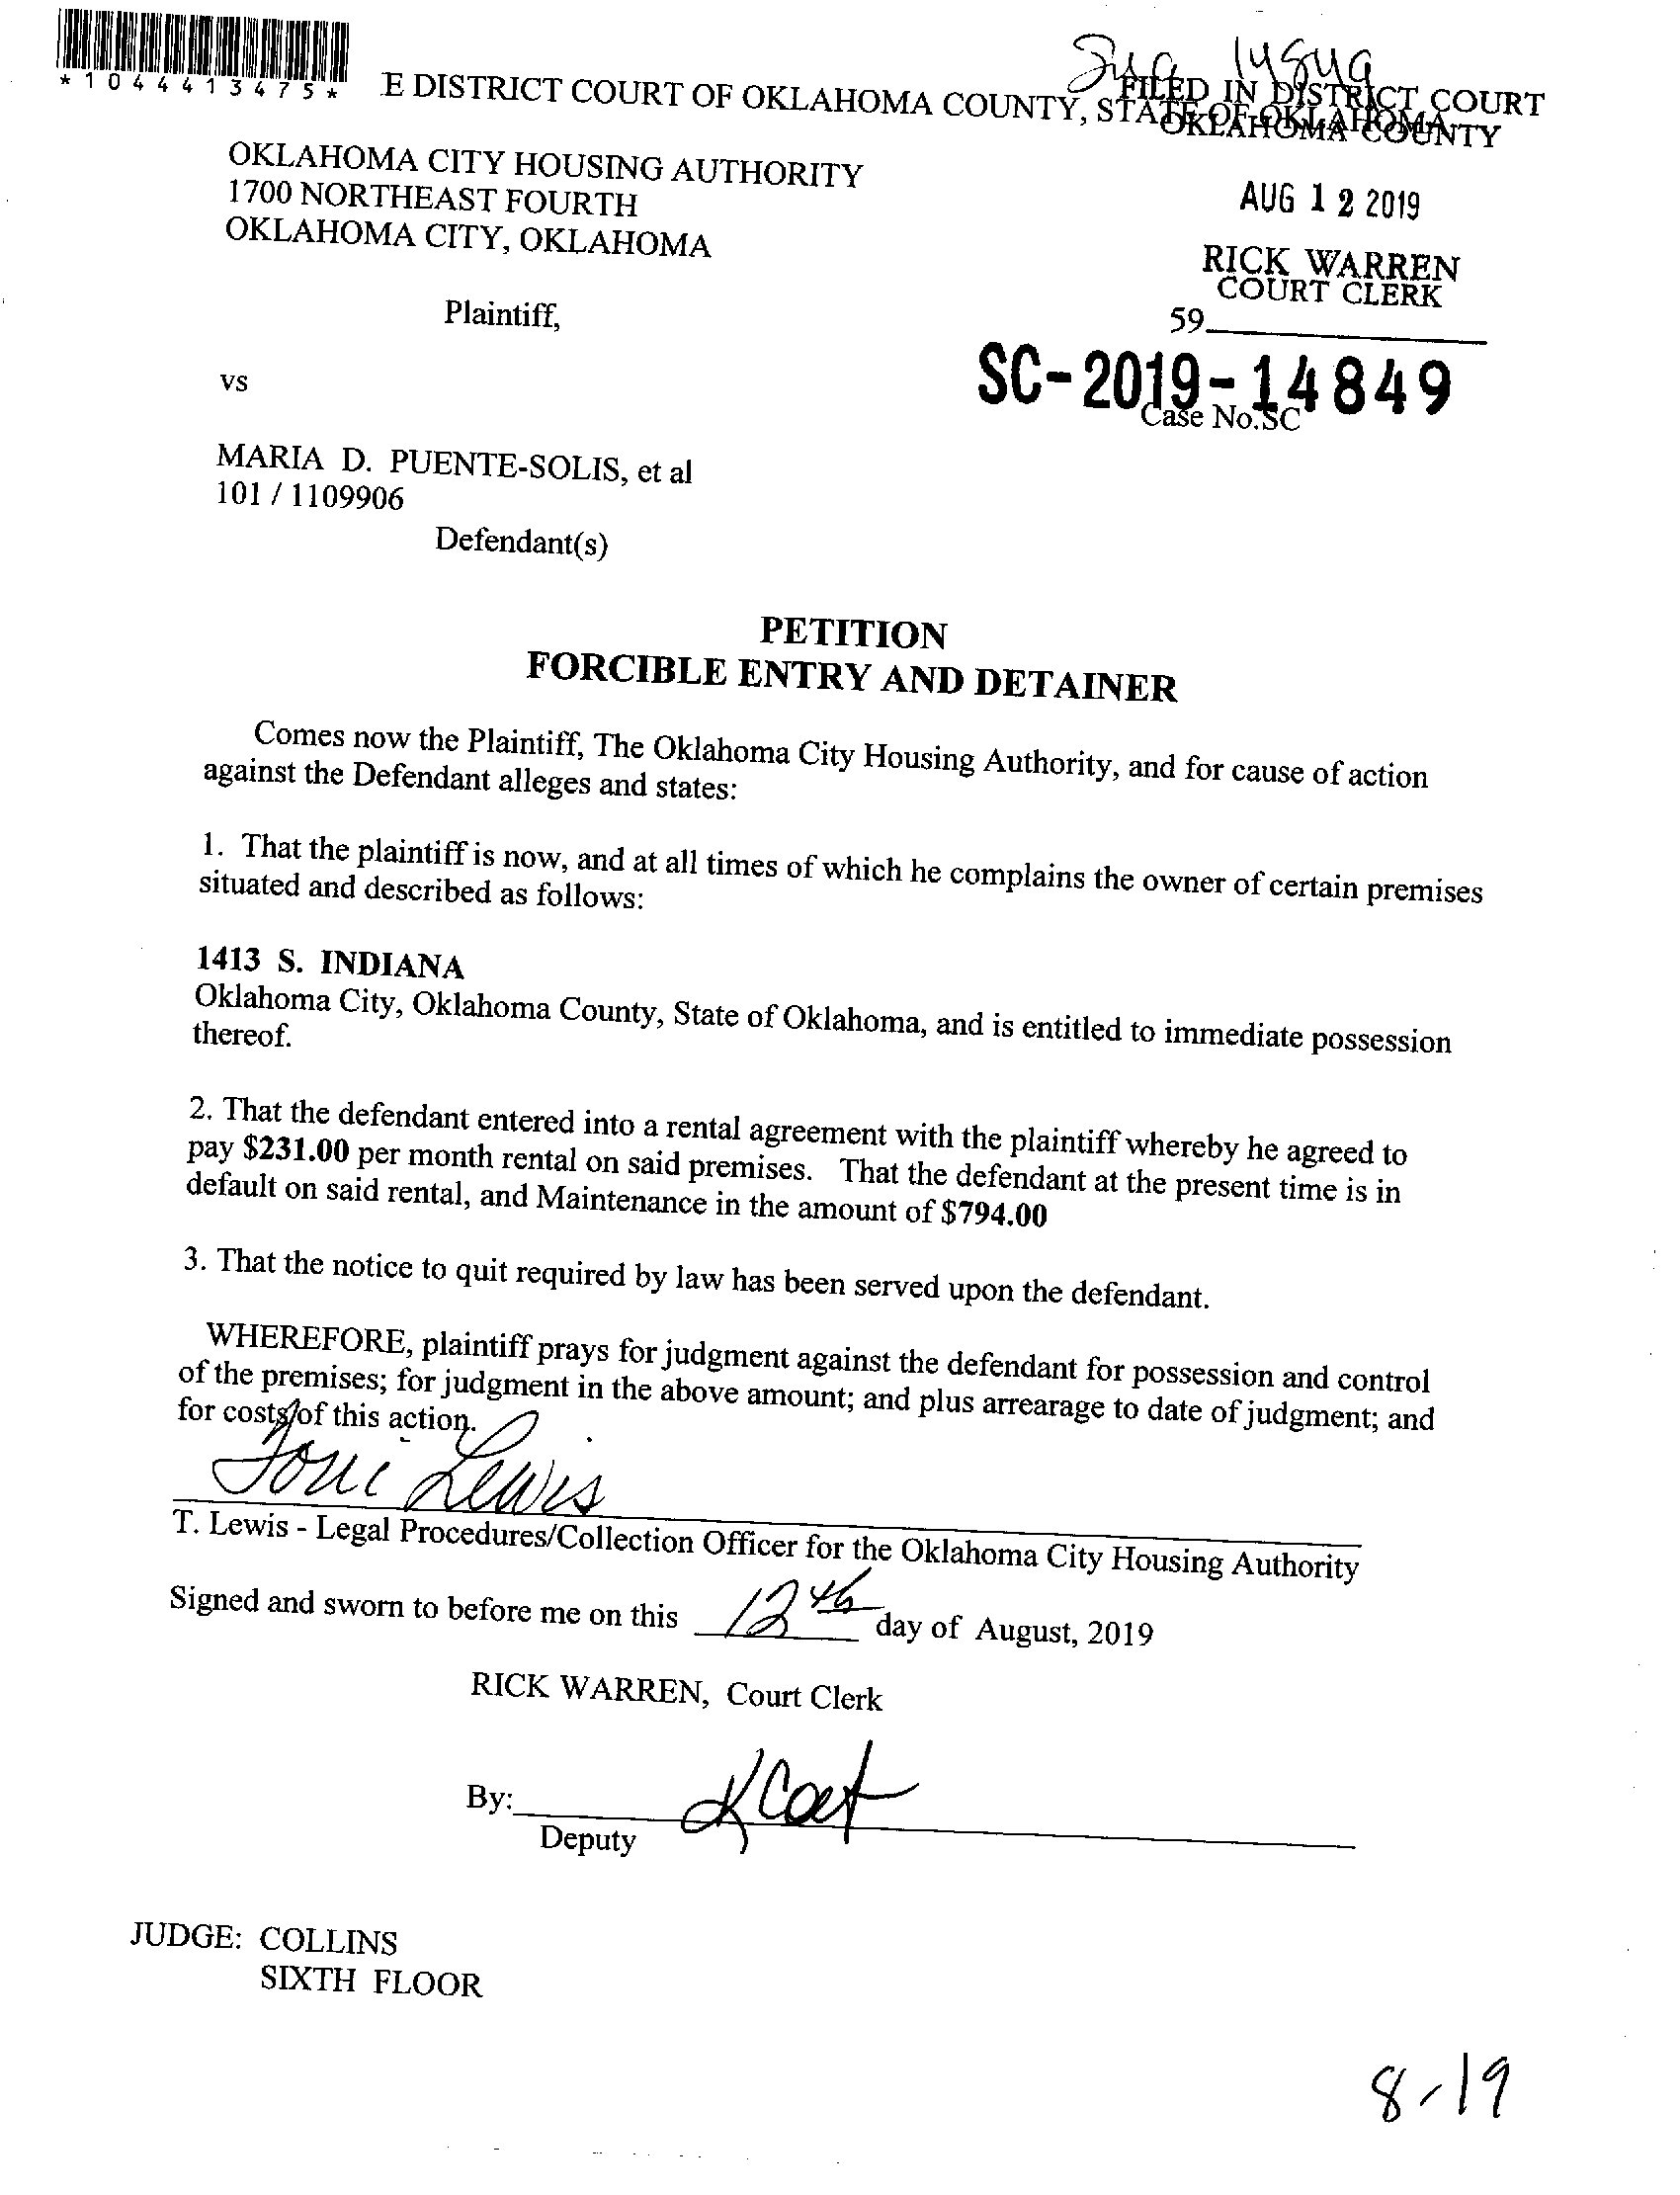 *1044413475*
E DISTRICT COURT OF OKLAHOMA COUNTY, STATE OF OKLAHOMA
FILED IN DISTRICT COURT
OKLAHOMA COUNTY
OKLAHOMA CITY HOUSING AUTHORITY
1700 NORTHEAST FOURTH
OKLAHOMA CITY, OKLAHOMA
AUG 12 2019
RICK WARREN
COURT CLERK
Plaintiff,
59
vs
SC-2019-14849
Case No.SC
MARIA D. PUENTE-SOLIS, et al
101 / 1109906
Defendant(s)
PETITION
FORCIBLE ENTRY AND DETAINER
Comes now the Plaintiff, The Oklahoma City Housing Authority, and for cause of action
against the Defendant alleges and states:
1. That the plaintiff is now, and at all times of which he complains the owner of certain premises
situated and described as follows:
1413 S. INDIANA
Oklahoma City, Oklahoma County, State of Oklahoma, and is entitled to immediate possession
thereof.
2. That the defendant entered into a rental agreement with the plaintiff whereby he agreed to
pay $231.00 per month rental on said premises. That the defendant at the present time is in
default on said rental, and Maintenance in the amount of $794.00
3. That the notice to quit required by law has been served upon the defendant.
WHEREFORE, plaintiff prays for judgment against the defendant for possession and control
of the premises; for judgment in the above amount; and plus arrearage to date of judgment; and
for costs of this action.
Toni Lewis
T. Lewis - Legal Procedures/Collection Officer for the Oklahoma City Housing Authority
Signed and sworn to before me on this 12th day of August, 2019
RICK WARREN, Court Clerk
By:
Deputy
JUDGE: COLLINS
SIXTH FLOOR
8-19